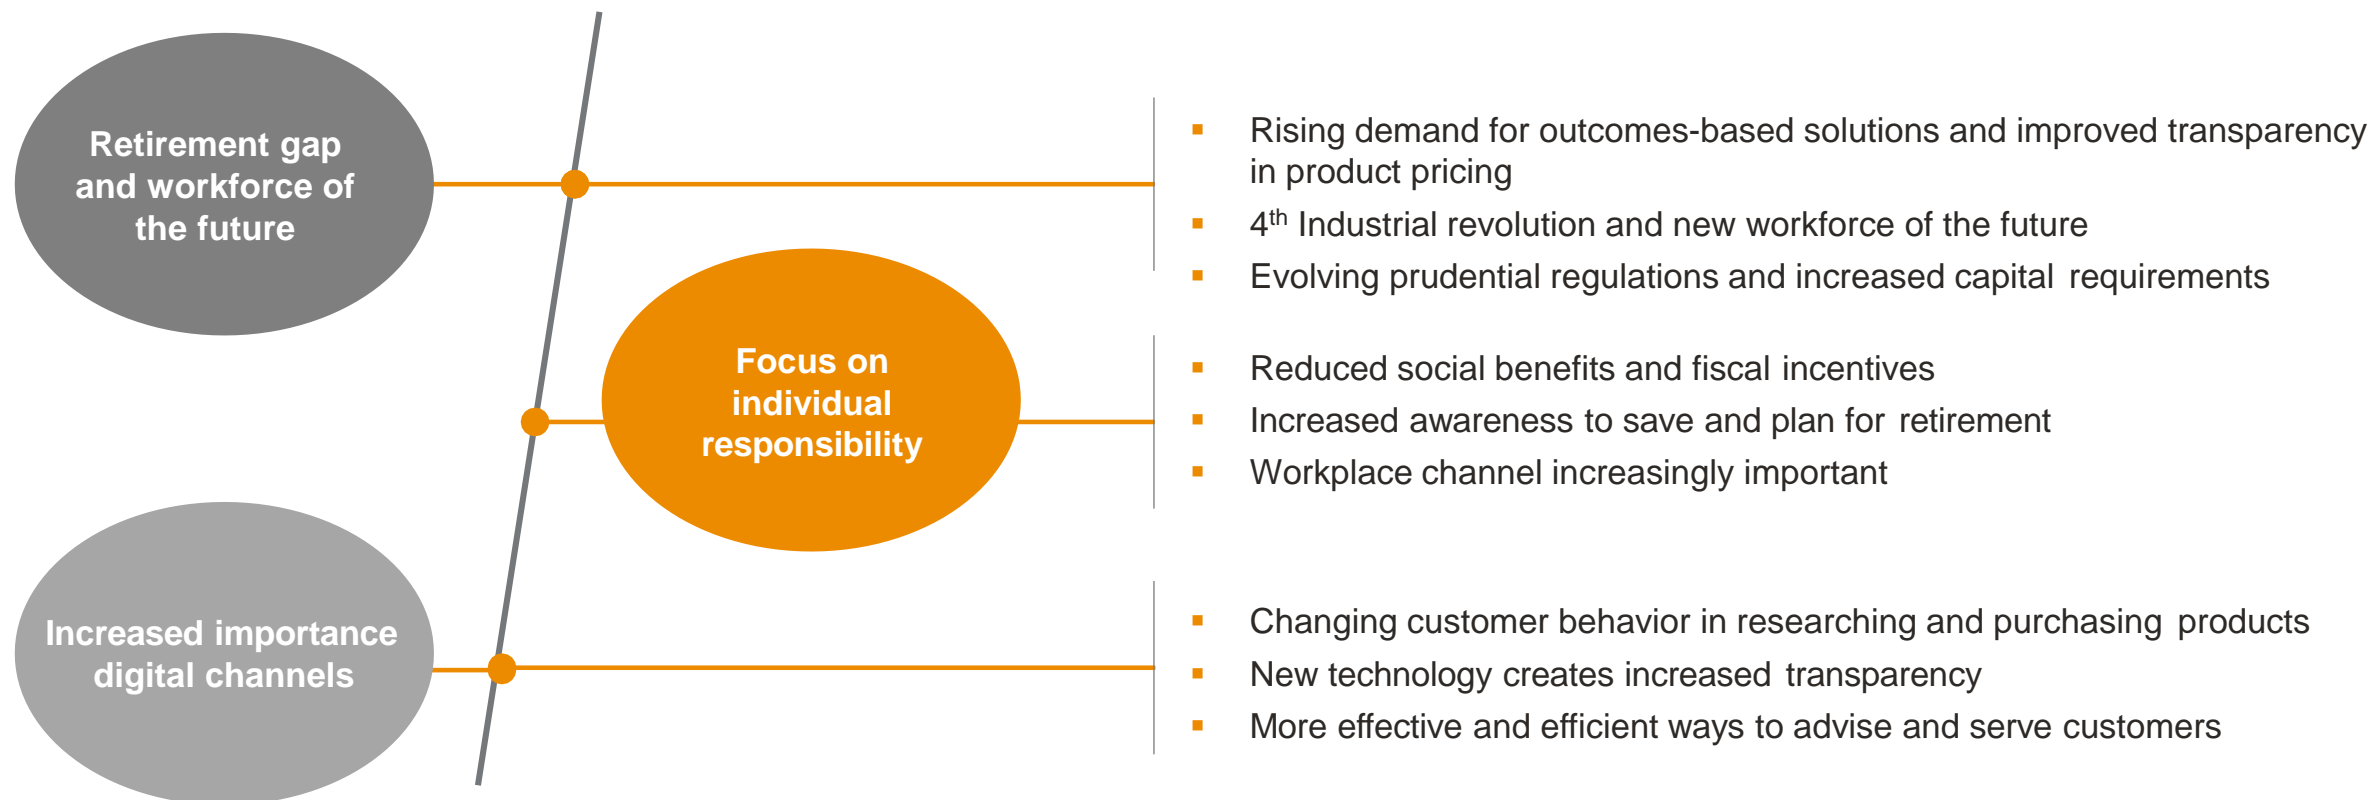 Retirement gap
and workforce of
the future
▪ Rising demand for outcomes-based solutions and improved transparency
in product pricing
▪ 4th Industrial revolution and new workforce of the future
▪ Evolving prudential regulations and increased capital requirements
Focus on
individual
responsibility
▪ Reduced social benefits and fiscal incentives
▪ Increased awareness to save and plan for retirement
▪ Workplace channel increasingly important
Increased importance
digital channels
▪ Changing customer behavior in researching and purchasing products
▪ New technology creates increased transparency
▪ More effective and efficient ways to advise and serve customers